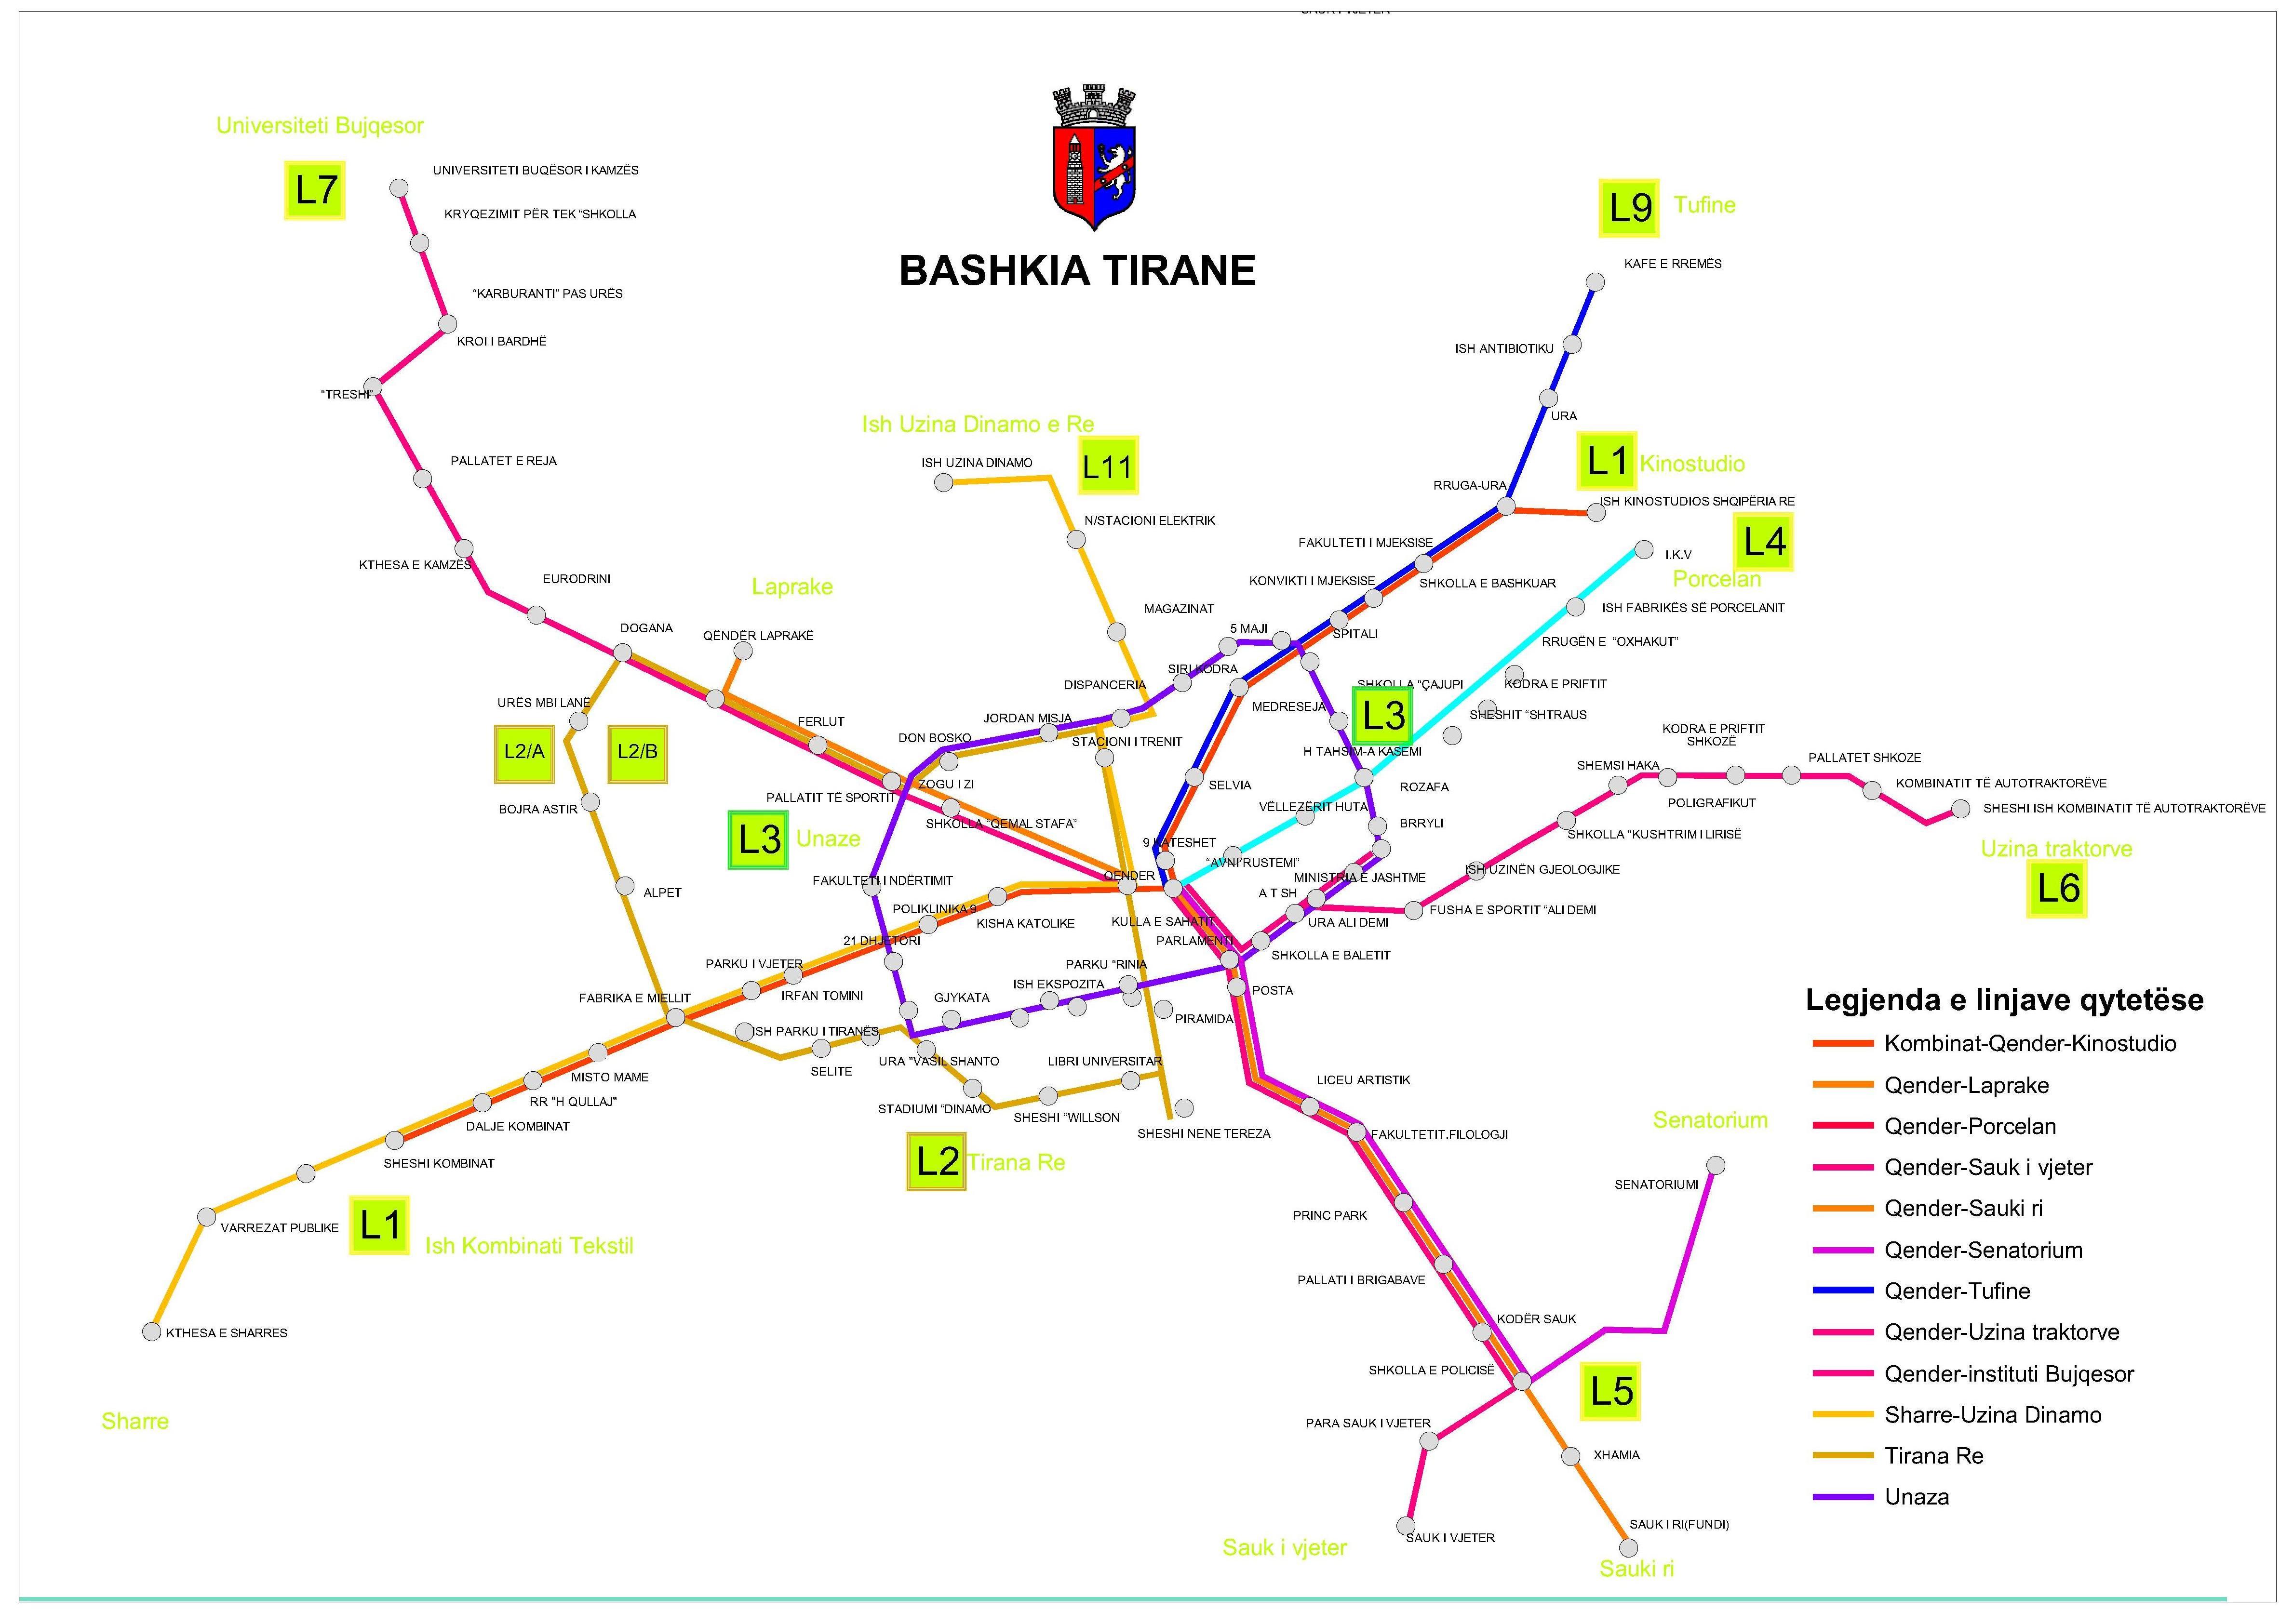 Universiteti Bujqesor
L7
UNIVERSITETI BUQËSOR I KAMZËS
KRYQEZIMIT PËR TEK “SHKOLLA
“KARBURANTI” PAS URËS
KROI I BARDHË
“TRESHI”
PALLATET E REJA
KTHESA E KAMZËS
EURODRINI
DOGANA
BASHKIA TIRANE
L9
Tufine
KAFE E RREMËS
ISH ANTIBIOTIKU
URA
L1
Kinostudio
RRUGA-URA
ISH KINOSTUDIOS SHQIPËRIA RE
L4
I.K.V
Porcelan
ISH FABRIKËS SË PORCELANIT
RRUGËN E “OXHAKUT”
KODRA E PRIFTIT
SHESHIT “SHTRAUS
SHKOLLA “ÇAJUPI
L3
FAKULTETI I MJEKSISE
SHKOLLA E BASHKUAR
KONVIKTI I MJEKSISE
SPITALI
Ish Uzina Dinamo e Re
ISH UZINA DINAMO
L11
N/STACIONI ELEKTRIK
MAGAZINAT
5 MAJI
SIRI KODRA
DISPANCERIA
MEDRESEJA
JORDAN MISJA
STACIONI I TRENIT
DON BOSKO
Laprake
QËNDËR LAPRAKË
FERLUT
URËS MBI LANË
L2/A
L2/B
BOJRA ASTIR
ALPET
ZOGU I ZI
PALLATIT TË SPORTIT
SHKOLLA “QEMAL STAFA”
L3
Unaze
H TAHSIM-A KASEMI
ROZAFA
SELVIA
VËLLEZËRIT HUTA
BRRYLI
9 KATESHET
“AVNI RUSTEMI”
MINISTRIA E JASHTME
A T SH
URA ALI DEMI
KODRA E PRIFTIT
SHKOZË
SHEMSI HAKA
PALLATET SHKOZE
POLIGRAFIKUT
KOMBINATIT TË AUTOTRAKTORËVE
SHESHI ISH KOMBINATIT TË AUTOTRAKTORËVE
SHKOLLA “KUSHTRIM I LIRISË
Uzina traktorve
L6
ISH UZINËN GJEOLOGJIKE
FUSHA E SPORTIT “ALI DEMI
QENDER
FAKULTETI I NDËRTIMIT
POLIKLINIKA 9
KISHA KATOLIKE
KULLA E SAHATIT
PARLAMENTI
21 DHJETORI
SHKOLLA E BALETIT
PARKU I VJETER
IRFAN TOMINI
PARKU “RINIA
ISH EKSPOZITA
GJYKATA
POSTA
FABRIKA E MIELLIT
PIRAMIDA
ISH PARKU I TIRANËS
SELITE
URA "VASIL SHANTO
LIBRI UNIVERSITAR
STADIUMI “DINAMO
SHESHI “WILLSON
SHESHI NENE TEREZA
L2
Tirana Re
MISTO MAME
RR "H QULLAJ"
DALJE KOMBINAT
SHESHI KOMBINAT
VARREZAT PUBLIKE
L1
Ish Kombinati Tekstil
KTHESA E SHARRES
Sharre
LICEU ARTISTIK
FAKULTETIT.FILOLOGJI
PRINC PARK
PALLATI I BRIGABAVE
KODËR SAUK
SHKOLLA E POLICISË
Senatorium
SENATORIUMI
L5
PARA SAUK I VJETER
XHAMIA
SAUK I VJETER
Sauk i vjeter
SAUK I RI(FUNDI)
Sauki ri
Legjenda e linjave qytetëse
Kombinat-Qender-Kinostudio
Qender-Laprake
Qender-Porcelan
Qender-Sauk i vjeter
Qender-Sauki ri
Qender-Senatorium
Qender-Tufine
Qender-Uzina traktorve
Qender-instituti Bujqesor
Sharre-Uzina Dinamo
Tirana Re
Unaza